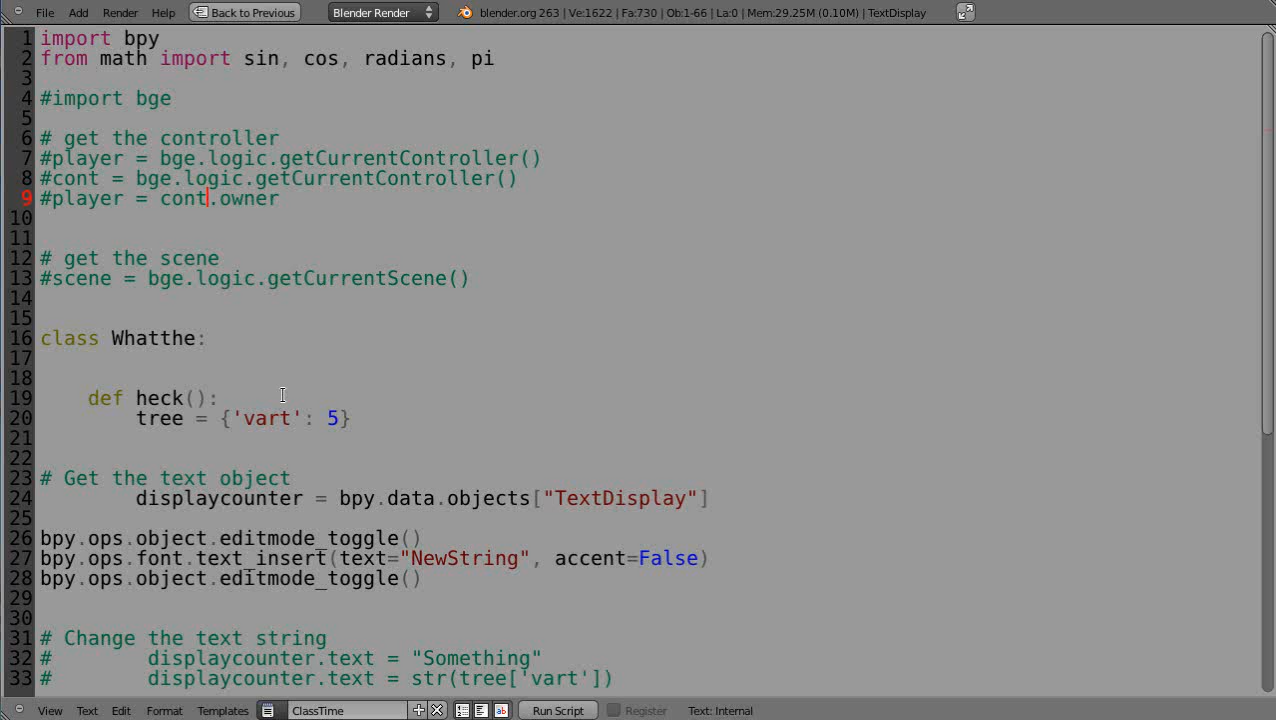 File Add Render Help Back to Previous Blender Render blender.org 263 | Ve:1622 | Fa:730 | Ob:1-66 | La:0 | Mem:29.25M (0.10M) | TextDisplay
1 import bpy
2 from math import sin, cos, radians, pi
3
4 #import bge
5
6 # get the controller
7 #player = bge.logic.getCurrentController()
8 #cont = bge.logic.getCurrentController()
9 #player = cont.owner
10
11
12 # get the scene
13 #scene = bge.logic.getCurrentScene()
14
15
16 class Whatthe:
17
18
19     def heck():
20         tree = {'vart': 5}
21
22
23 # Get the text object
24         displaycounter = bpy.data.objects["TextDisplay"]
25
26 bpy.ops.object.editmode_toggle()
27 bpy.ops.font.text_insert(text="NewString", accent=False)
28 bpy.ops.object.editmode_toggle()
29
30
31 # Change the text string
32 #        displaycounter.text = "Something"
33 #        displaycounter.text = str(tree['vart'])
View Text Edit Format Templates ClassTime Run Script Register Text: Internal